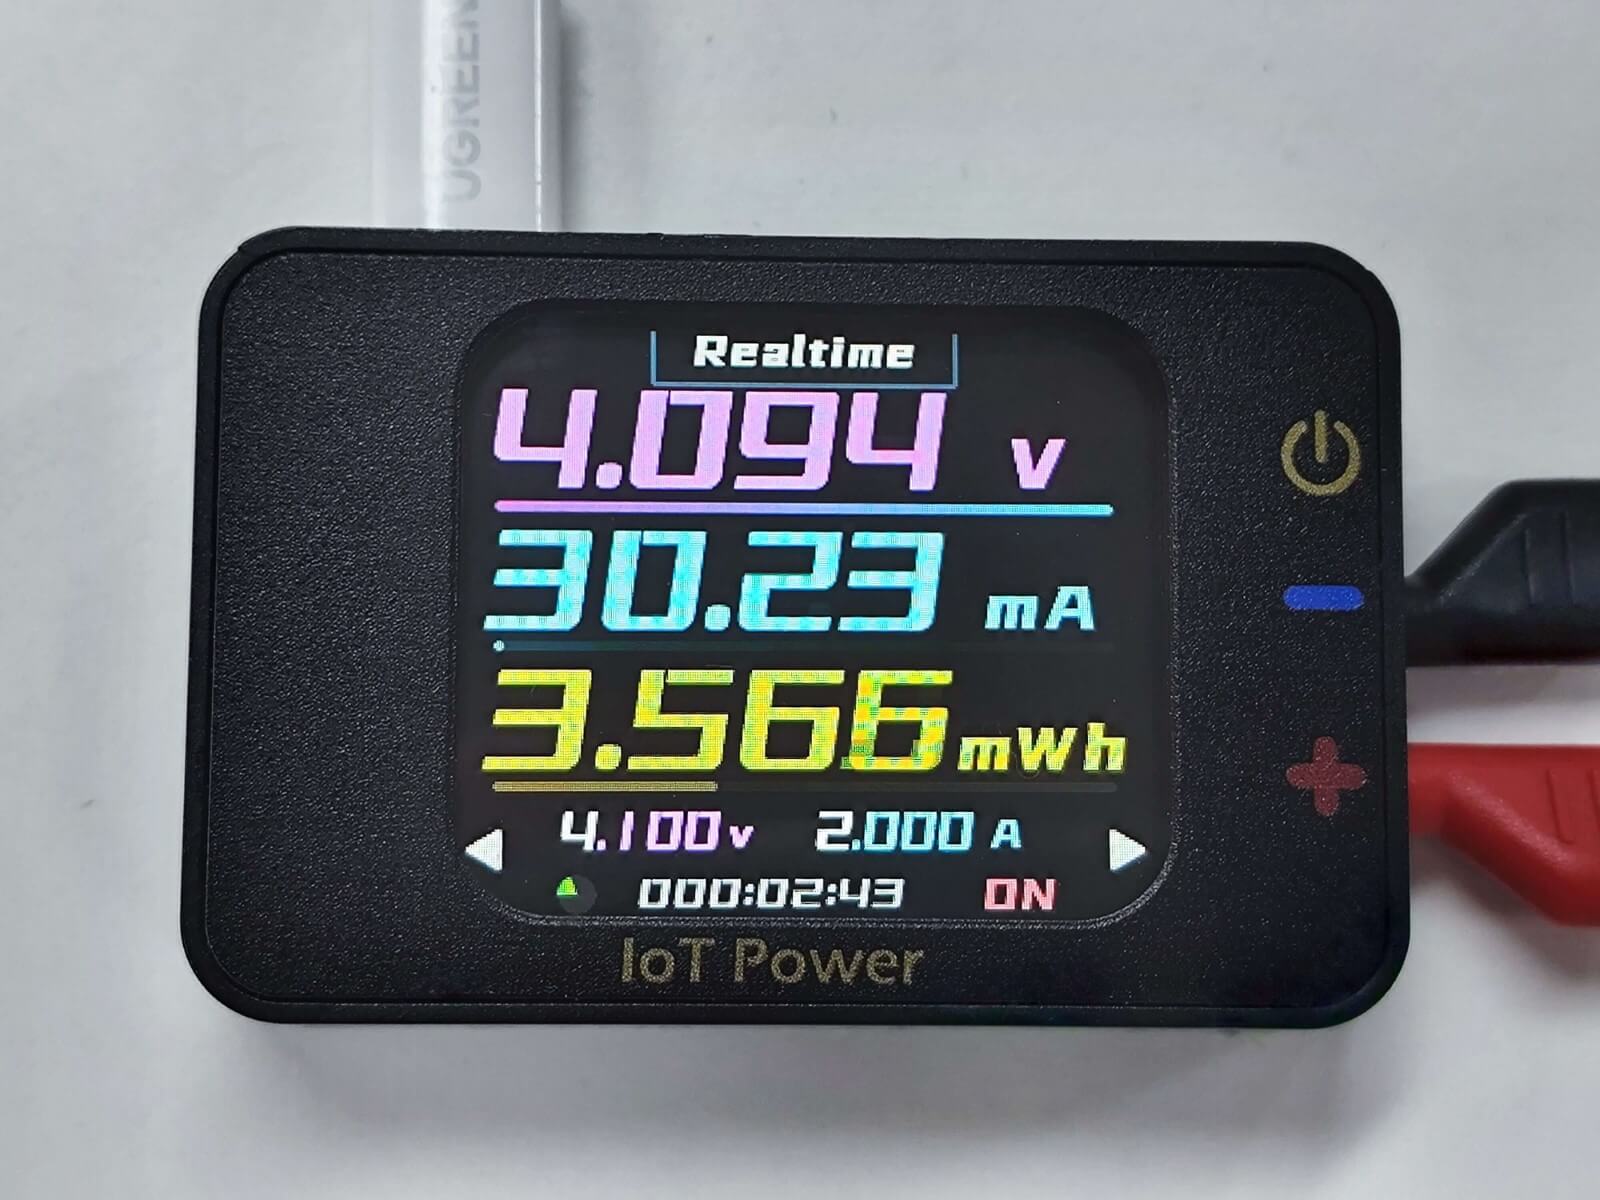 UGREEN
Realtime
4.094 V
30.23 mA
3.566 mWh
4.100 V 2.000 A
000:02:43 ON
IoT Power